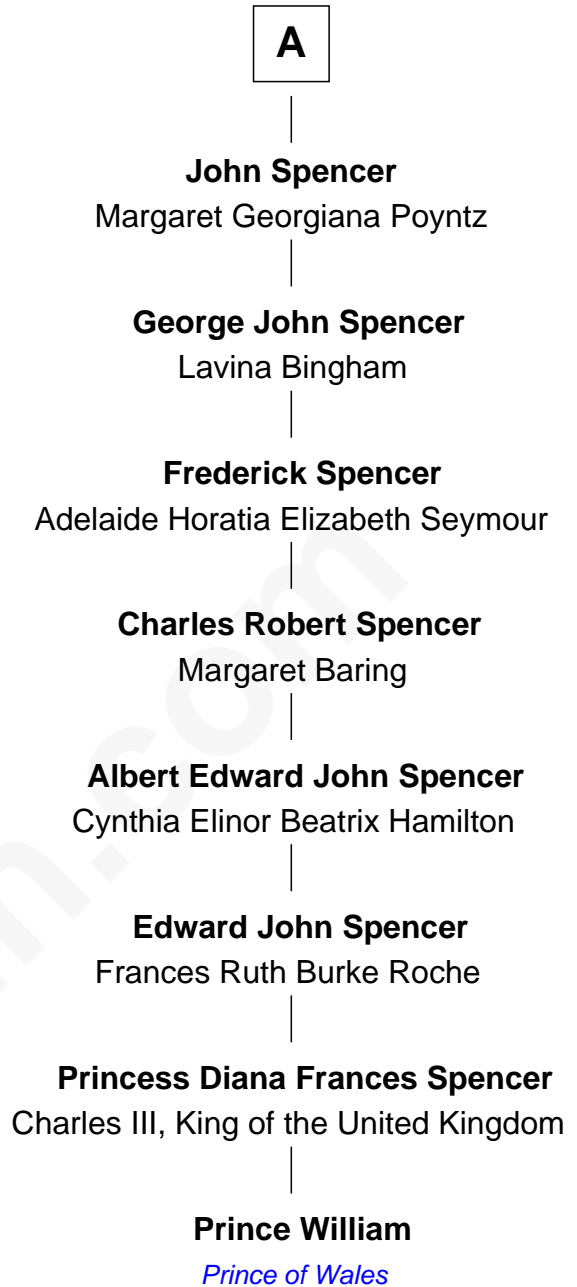 A
John Spencer
Margaret Georgiana Poyntz
George John Spencer
Lavina Bingham
Frederick Spencer
Adelaide Horatia Elizabeth Seymour
Charles Robert Spencer
Margaret Baring
Albert Edward John Spencer
Cynthia Elinor Beatrix Hamilton
Edward John Spencer
Frances Ruth Burke Roche
Princess Diana Frances Spencer
Charles III, King of the United Kingdom
Prince William
Prince of Wales